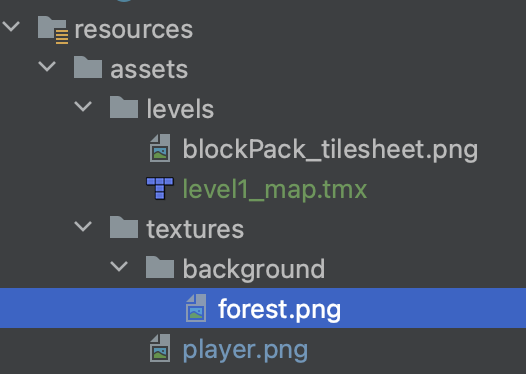 resources
assets
levels
blockPack_tilesheet.png
level1_map.tmx
textures
background
forest.png
player.png